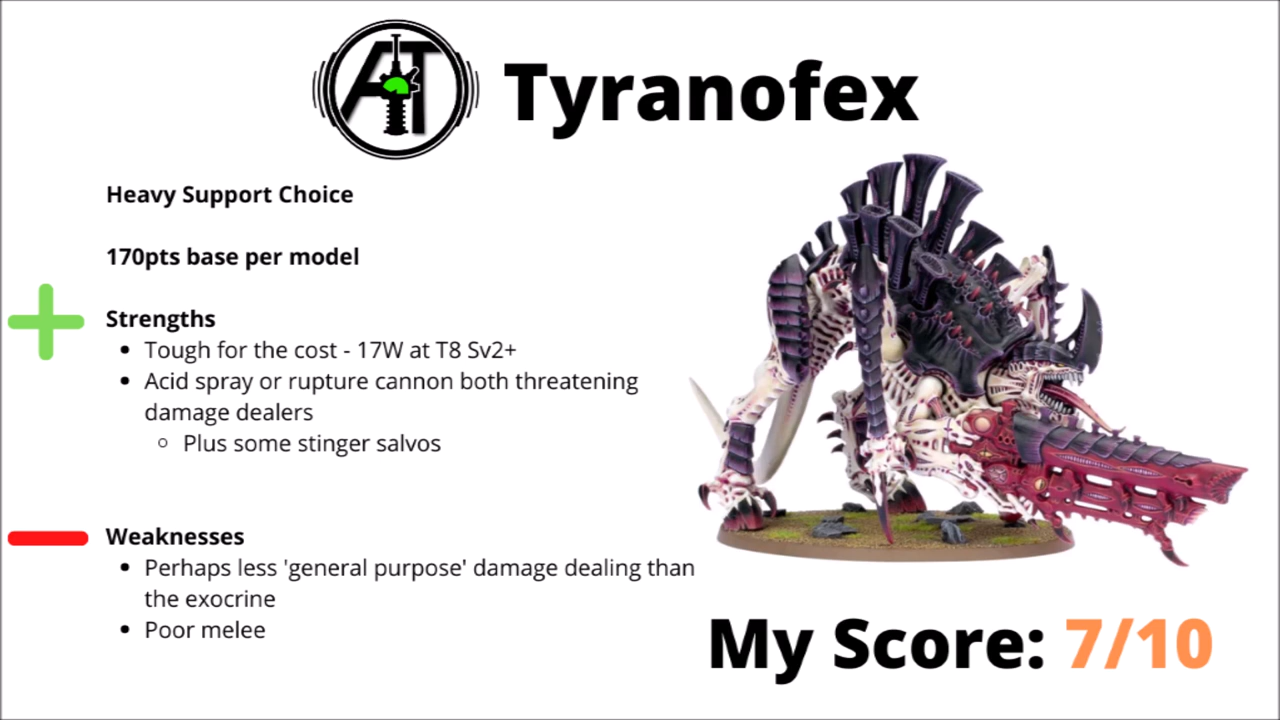 AT
Tyranofex
Heavy Support Choice
170pts base per model
Strengths
Tough for the cost - 17W at T8 Sv2+
Acid spray or rupture cannon both threatening
damage dealers
Plus some stinger salvos
Weaknesses
Perhaps less 'general purpose' damage dealing than
the exocrine
Poor melee
My Score: 7/10